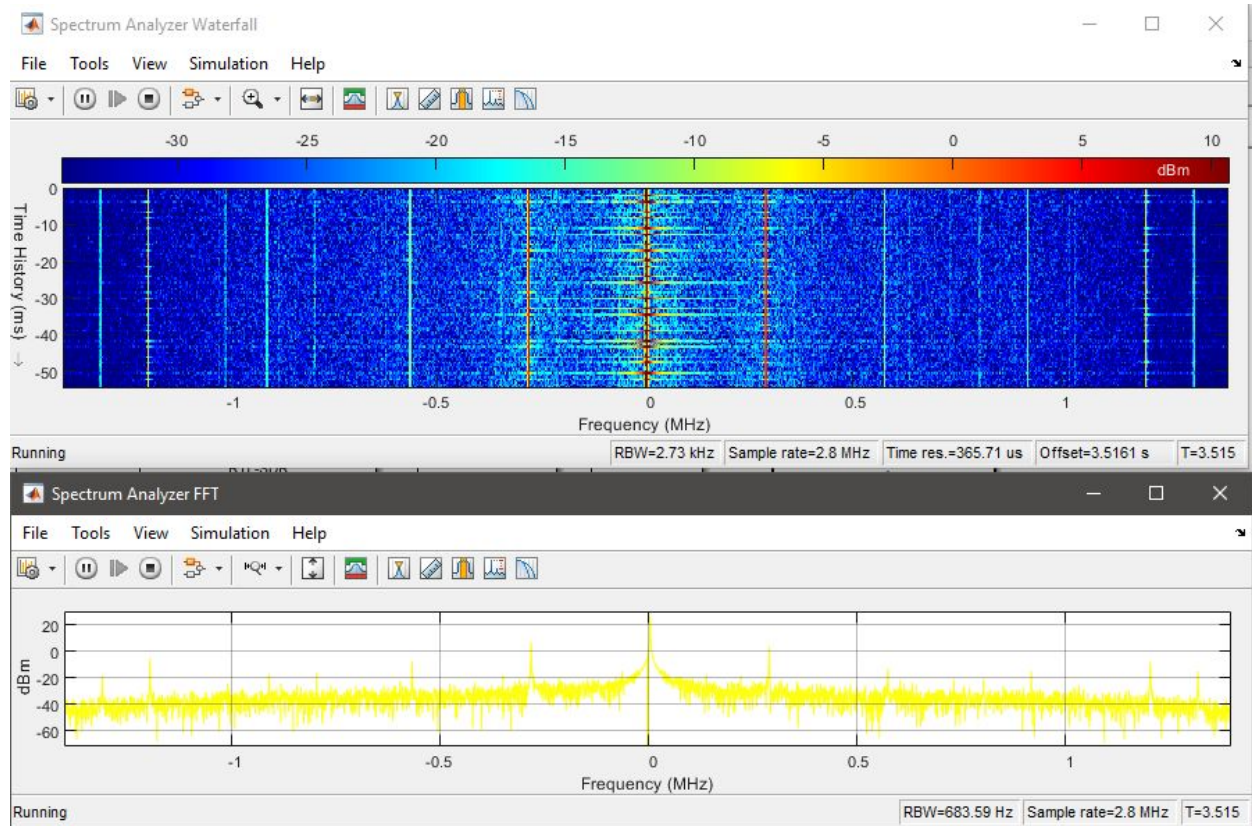 Spectrum Analyzer Waterfall
File Tools View Simulation Help
-30 -25 -20 -15 -10 -5 0 5 10
dBm
0
-10
-20
-30
-40
-50
Time History (ms)
-1 -0.5 0 0.5 1
Frequency (MHz)
Running RBW=2.73 kHz Sample rate=2.8 MHz Time res.=365.71 us Offset=3.5161 s T=3.515
Spectrum Analyzer FFT
File Tools View Simulation Help
20
0
-20
-40
-60
dBm
-1 -0.5 0 0.5 1
Frequency (MHz)
Running RBW=683.59 Hz Sample rate=2.8 MHz T=3.515